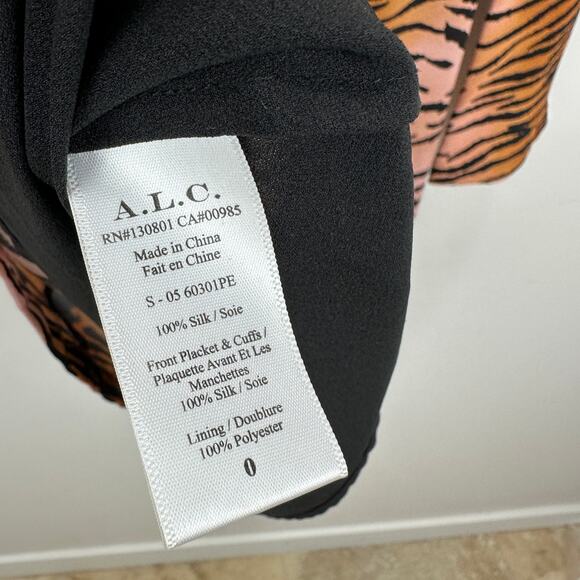 A.L.C.
RN#130801 CA#00985
Made in China
Fait en Chine
S - 05 60301PE
100% Silk / Soie
Front Placket & Cuffs /
Plaquette Avant Et Les
Manchettes
100% Silk / Soie
Lining / Doublure
100% Polyester
0